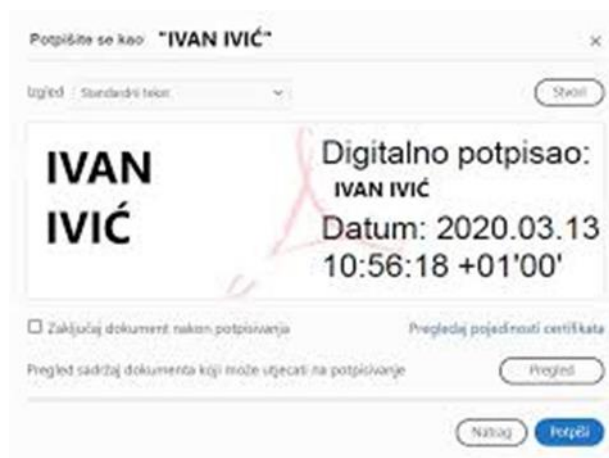 Potpišite se kao "IVAN IVIĆ"
Izgled Standardni tekst
Stvori
IVAN
IVIĆ
Digitalno potpisao:
IVAN IVIĆ
Datum: 2020.03.13
10:56:18 +01'00'
Zaključaj dokument nakon potpisivanja
Pregledaj pojedinosti certifikata
Pregled sadržaj dokumenta koji može utjecati na potpisivanje
Pregled
Natrag
Potpiši